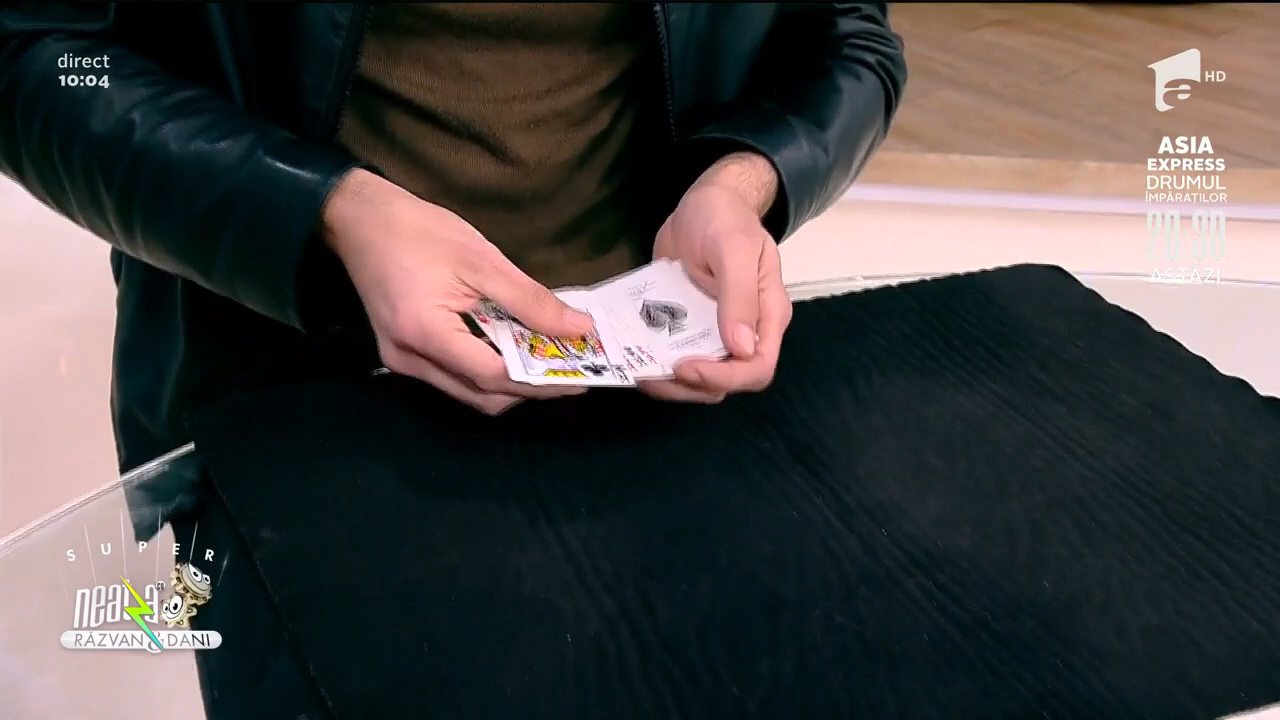 direct
10:04
HD
ASIA
EXPRESS
DRUMUL
ÎMPĂRAȚILOR
20:30
ASTĂZI
SUPER
neatza
RĂZVAN & DANI